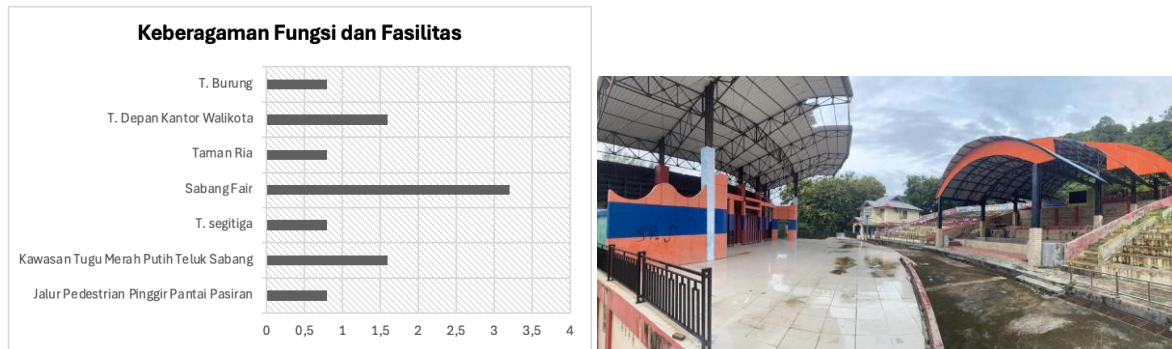 Keberagaman Fungsi dan Fasilitas
T. Burung
T. Depan Kantor Walikota
Taman Ria
Sabang Fair
T. segitiga
Kawasan Tugu Merah Putih Teluk Sabang
Jalur Pedestrian Pinggir Pantai Pasiran
0 0,5 1 1,5 2 2,5 3 3,5 4